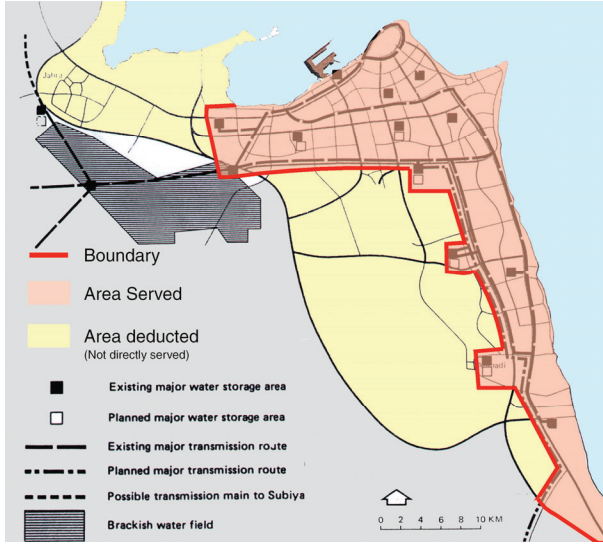 Jahra
Boundary
Area Served
Area deducted
(Not directly served)
Existing major water storage area
Planned major water storage area
Existing major transmission route
Planned major transmission route
Possible transmission main to Subiya
Brackish water field
0 2 4 6 8 10 KM